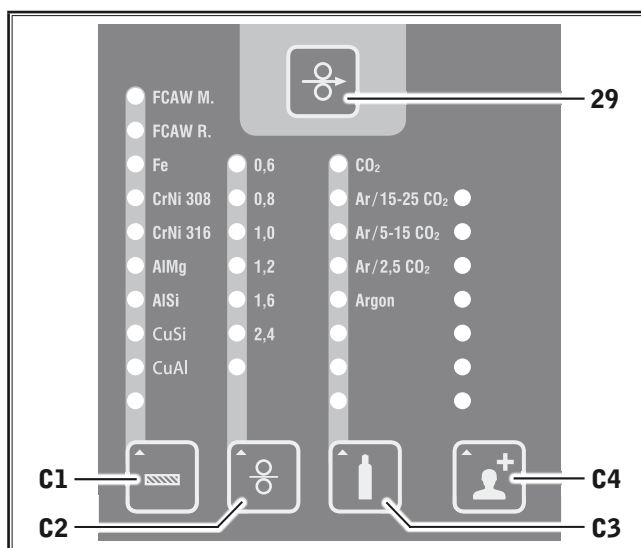 29
FCAW M.
FCAW R.
Fe
CrNi 308
CrNi 316
AlMg
AlSi
CuSi
CuAl
0,6
0,8
1,0
1,2
1,6
2,4
CO₂
Ar/15-25 CO₂
Ar/5-15 CO₂
Ar/2,5 CO₂
Argon
C1
C2
C3
C4